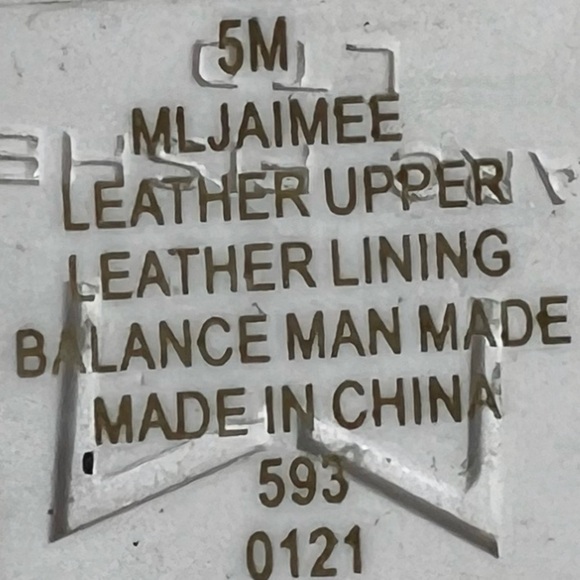 5M
MLJAIMEE
LEATHER UPPER
LEATHER LINING
BALANCE MAN MADE
MADE IN CHINA
593
0121